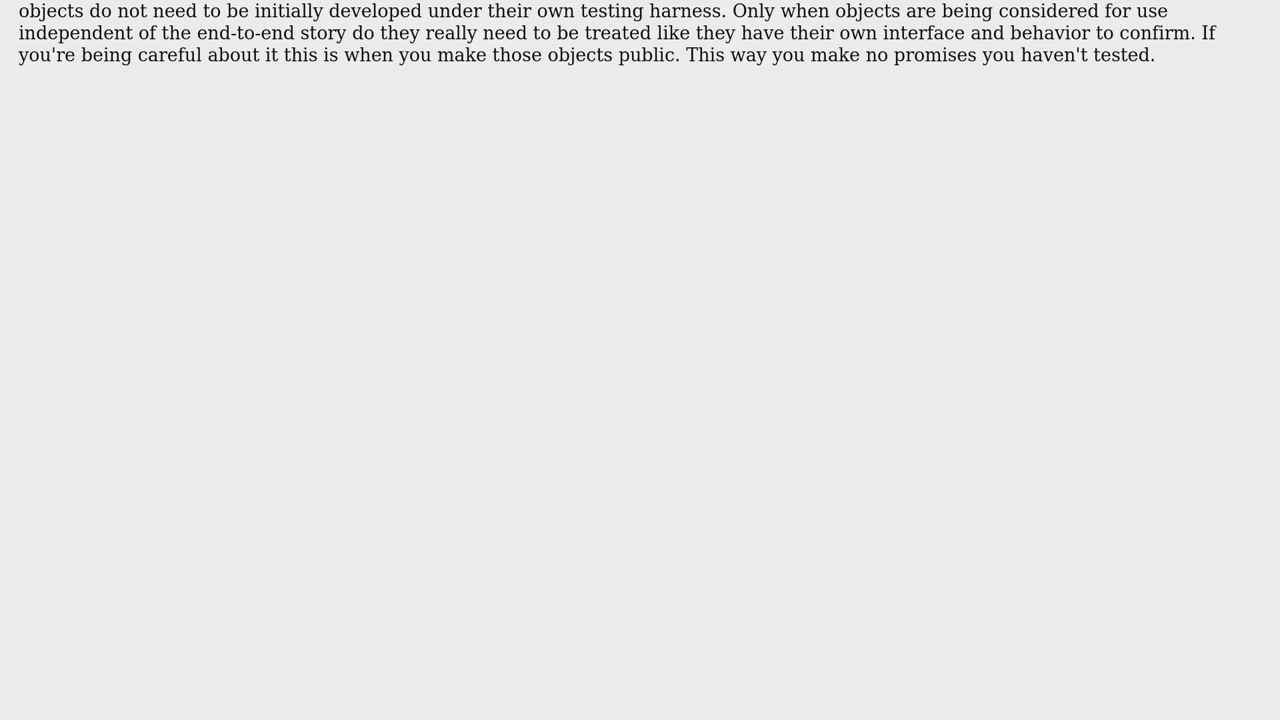 objects do not need to be initially developed under their own testing harness. Only when objects are being considered for use
independent of the end-to-end story do they really need to be treated like they have their own interface and behavior to confirm. If
you're being careful about it this is when you make those objects public. This way you make no promises you haven't tested.